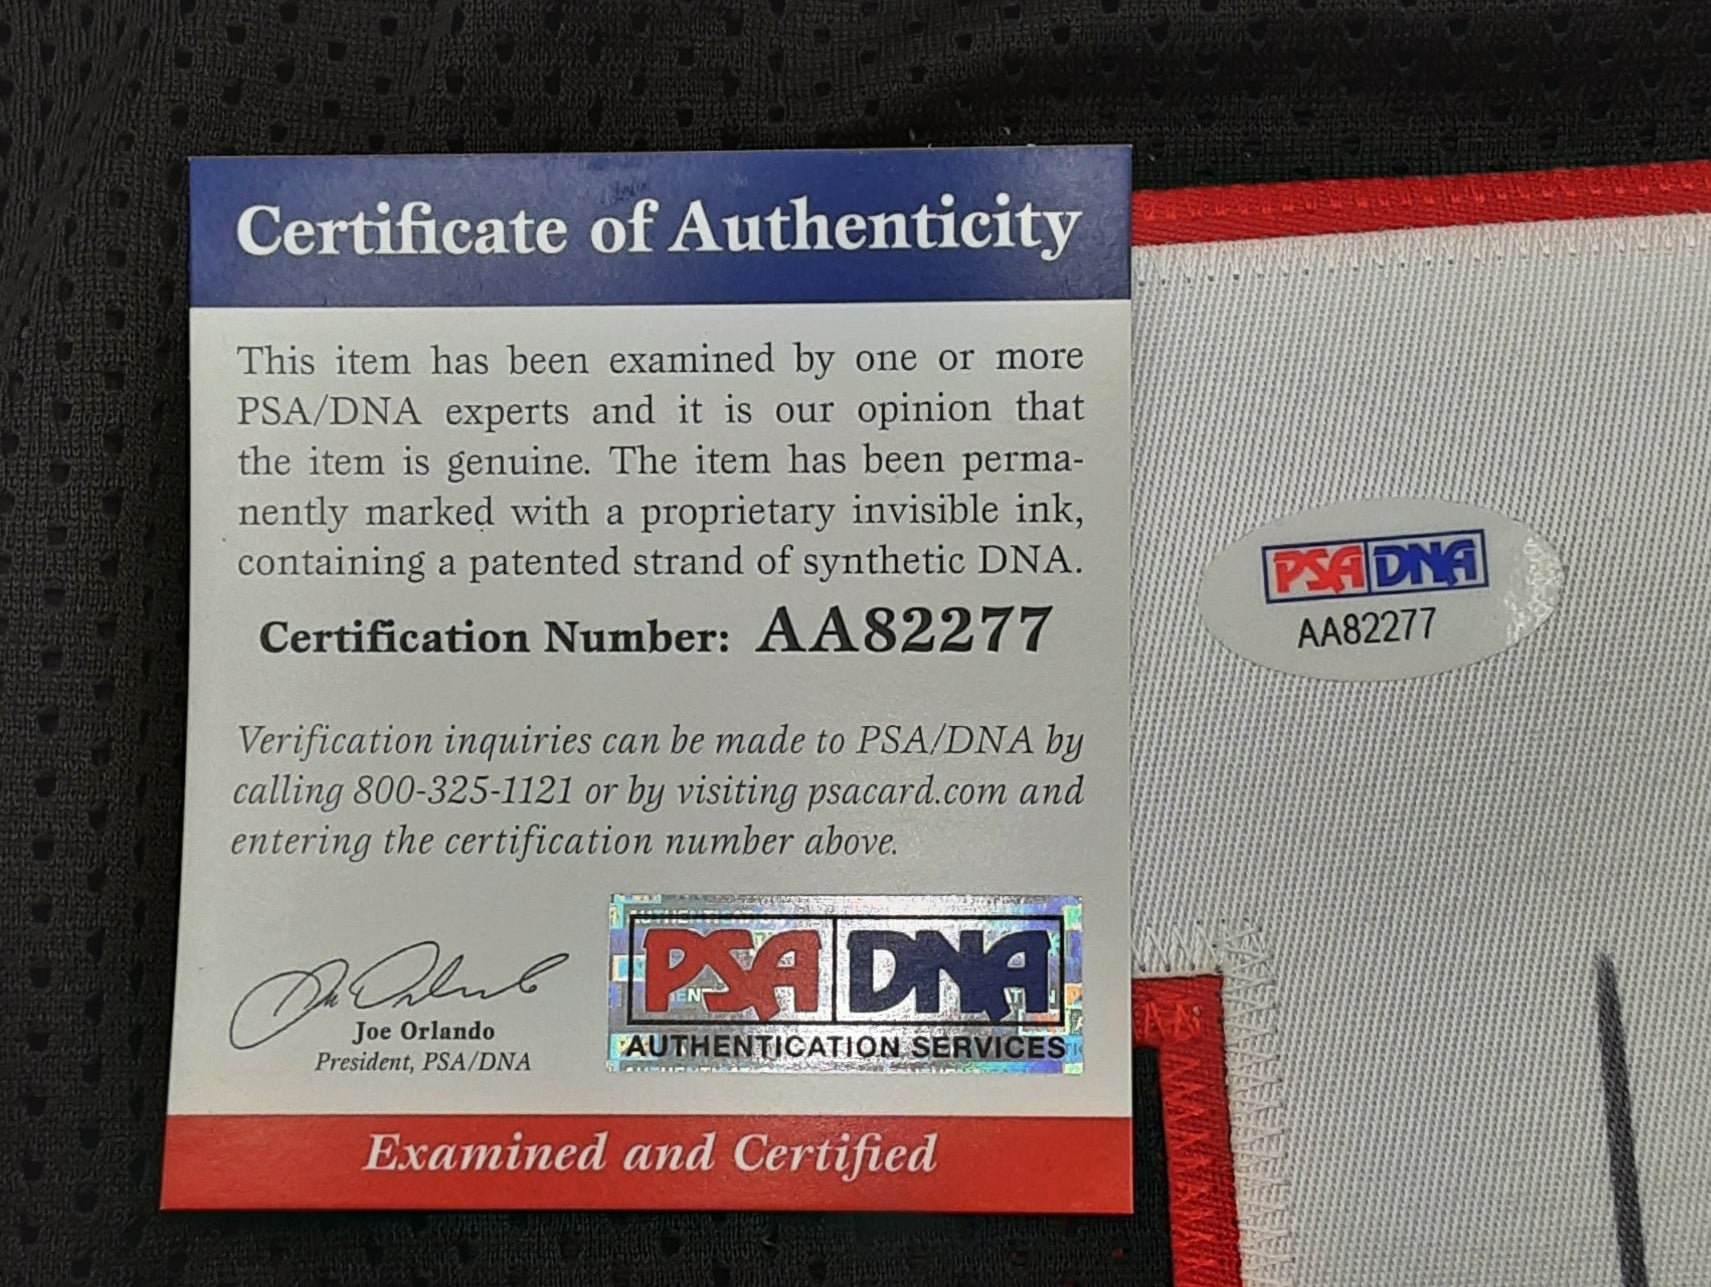 Certificate of Authenticity
This item has been examined by one or more
PSA/DNA experts and it is our opinion that
the item is genuine. The item has been perma-
nently marked with a proprietary invisible ink,
containing a patented strand of synthetic DNA.
Certification Number: AA82277
Verification inquiries can be made to PSA/DNA by
calling 800-325-1121 or by visiting psacard.com and
entering the certification number above.
Joe Orlando
President, PSA/DNA
PSA DNA
AUTHENTICATION SERVICES
Examined and Certified
PSA DNA
AA82277